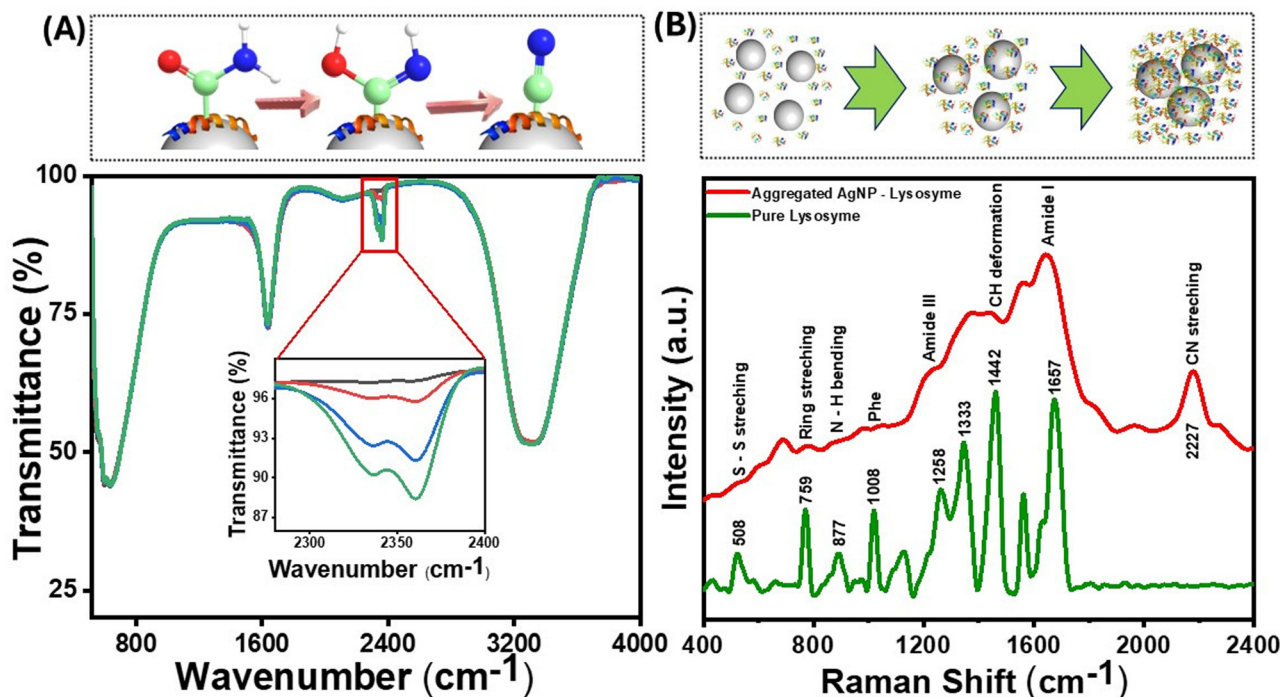 (A)
100
75
50
25
Transmittance (%)
800
1600
2400
3200
4000
Wavenumber (cm-1)
96
93
90
87
Transmittance (%)
2300
2350
2400
Wavenumber (cm-1)
(B)
Aggregated AgNP - Lysosyme
Pure Lysosyme
S - S streching
Ring streching
N - H bending
Phe
Amide III
CH deformation
Amide I
CN streching
2227
508
759
877
1008
1258
1333
1442
1657
Intensity (a.u.)
400
800
1200
1600
2000
2400
Raman Shift (cm-1)